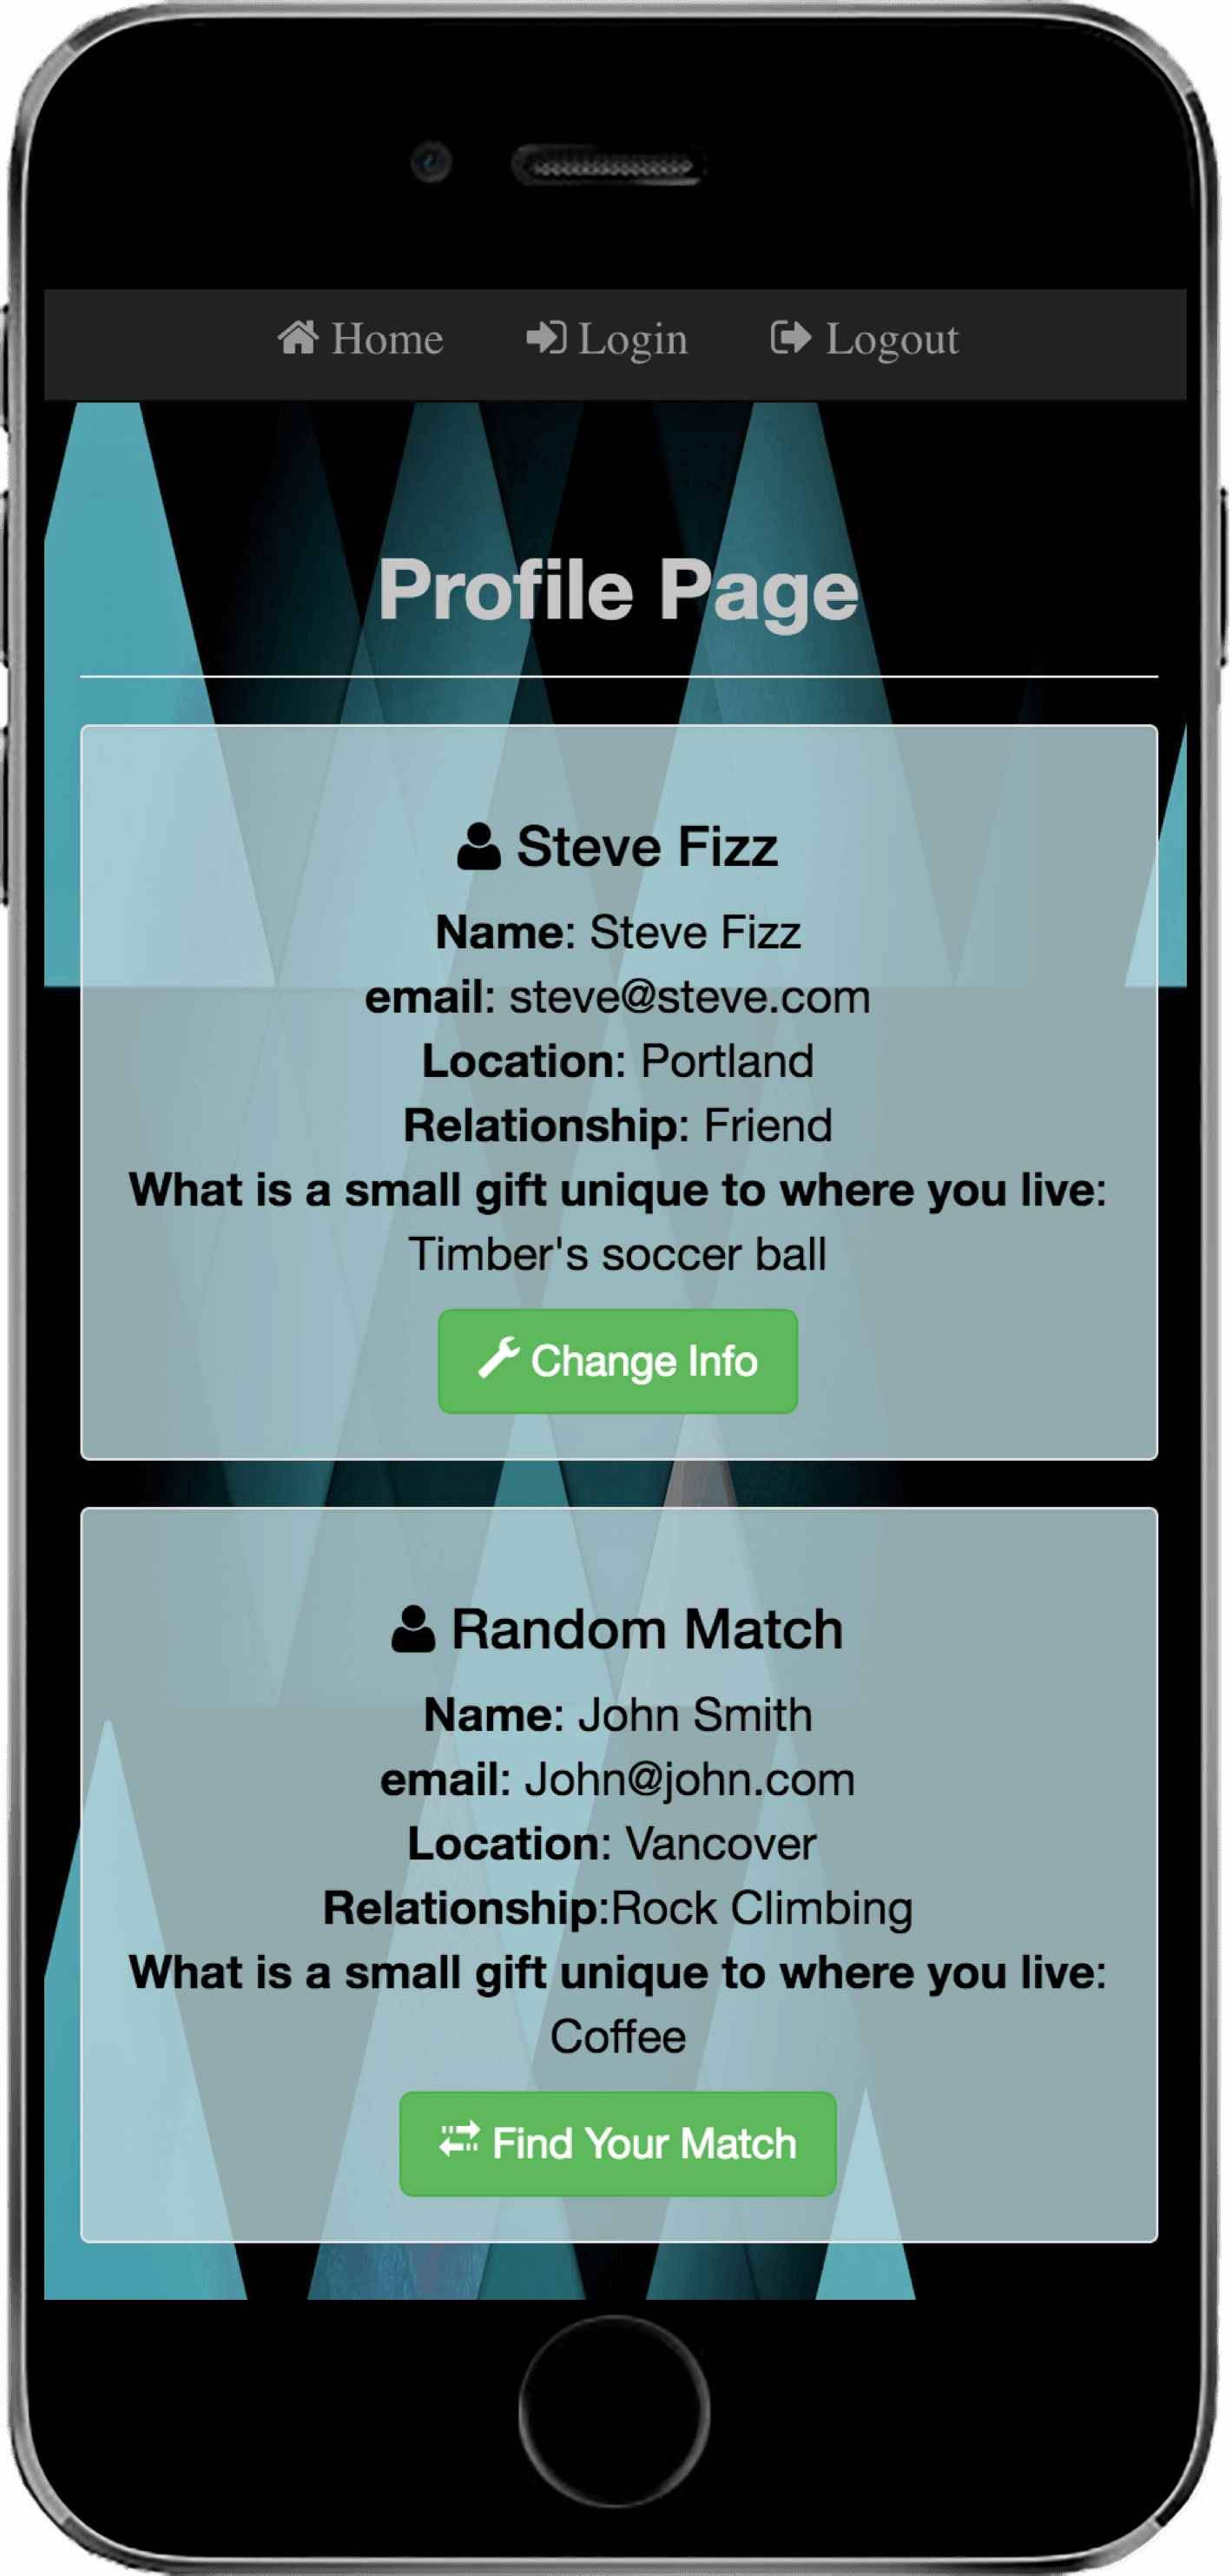 Home Login Logout
Profile Page
Steve Fizz
Name: Steve Fizz
email: steve@steve.com
Location: Portland
Relationship: Friend
What is a small gift unique to where you live:
Timber's soccer ball
Change Info
Random Match
Name: John Smith
email: John@john.com
Location: Vancover
Relationship:Rock Climbing
What is a small gift unique to where you live:
Coffee
Find Your Match